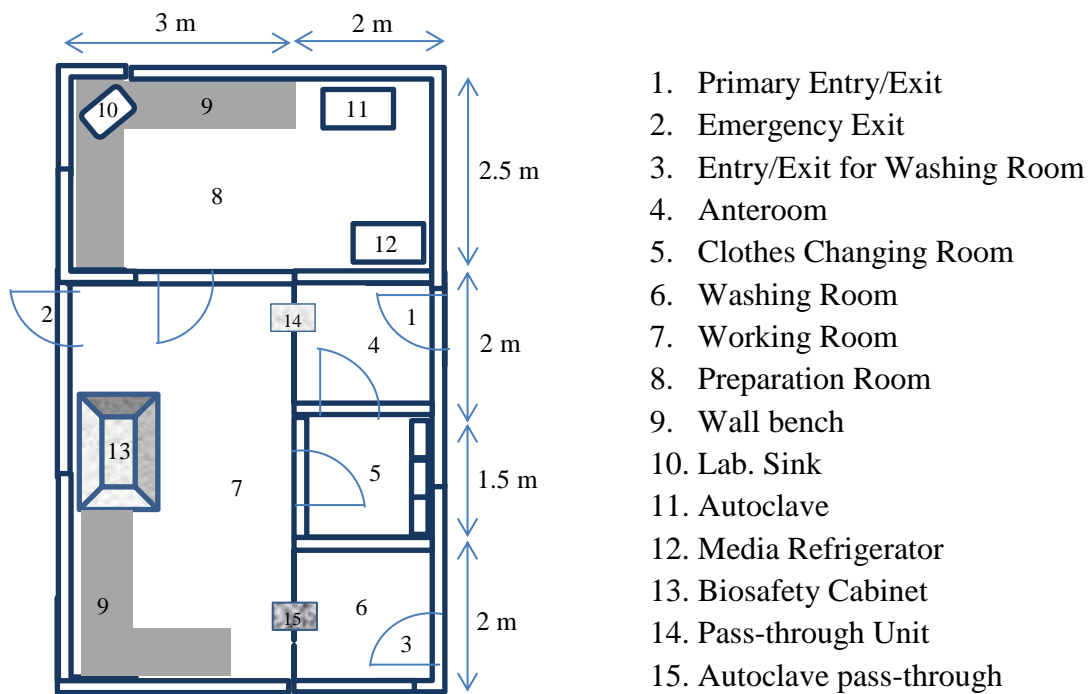 3 m
2 m
10
9
11
8
12
2.5 m
2
14
1
4
2 m
13
7
5
1.5 m
9
15
6
3
2 m
1. Primary Entry/Exit
2. Emergency Exit
3. Entry/Exit for Washing Room
4. Anteroom
5. Clothes Changing Room
6. Washing Room
7. Working Room
8. Preparation Room
9. Wall bench
10. Lab. Sink
11. Autoclave
12. Media Refrigerator
13. Biosafety Cabinet
14. Pass-through Unit
15. Autoclave pass-through